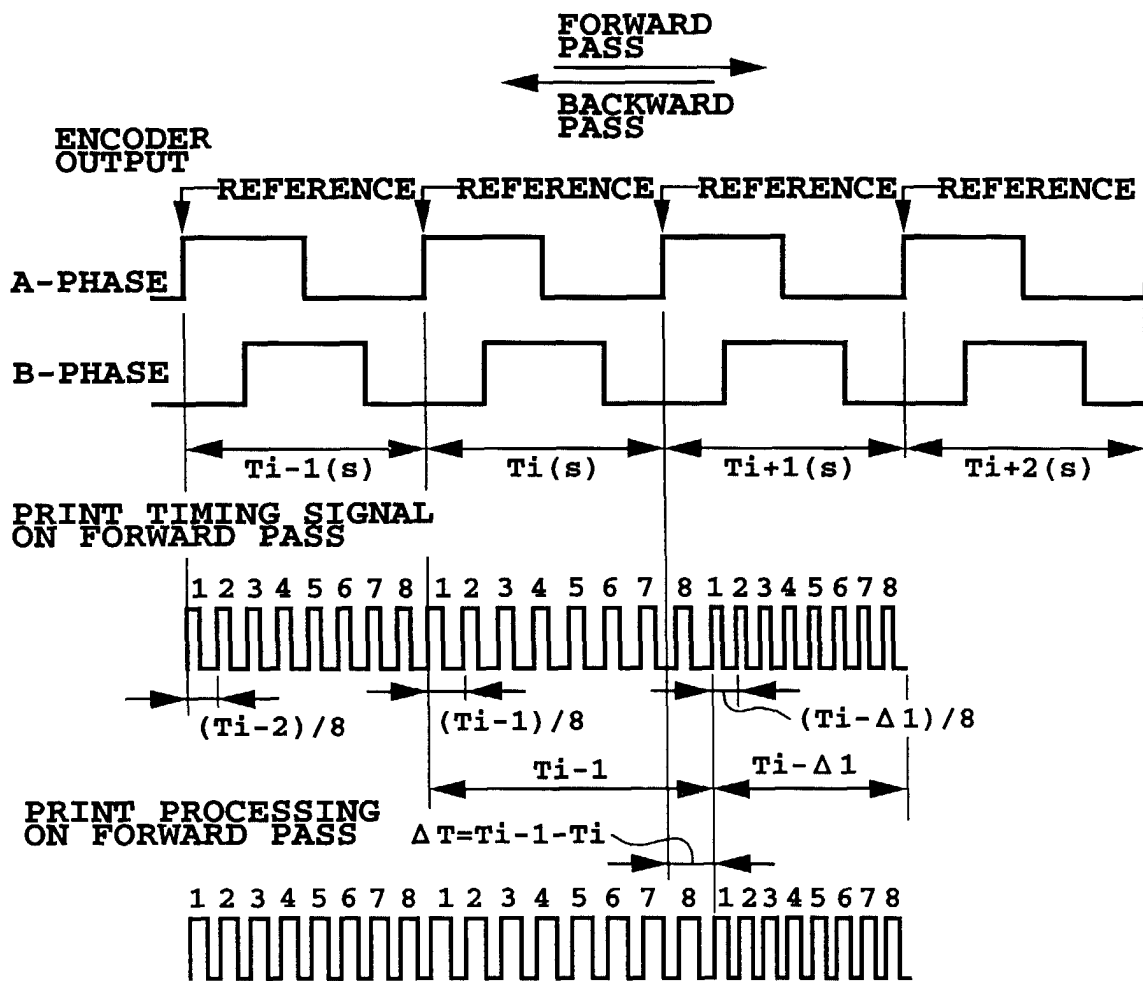 FORWARD
PASS
BACKWARD
PASS
ENCODER
OUTPUT
REFERENCE REFERENCE REFERENCE REFERENCE
A-PHASE
B-PHASE
Ti-1(s) Ti(s) Ti+1(s) Ti+2(s)
PRINT TIMING SIGNAL
ON FORWARD PASS
1 2 3 4 5 6 7 8 1 2 3 4 5 6 7 8 1 2 3 4 5 6 7 8
(Ti-2)/8 (Ti-1)/8 (Ti-Δ1)/8
Ti-1 Ti-Δ1
PRINT PROCESSING
ON FORWARD PASS
ΔT=Ti-1-Ti
1 2 3 4 5 6 7 8 1 2 3 4 5 6 7 8 1 2 3 4 5 6 7 8